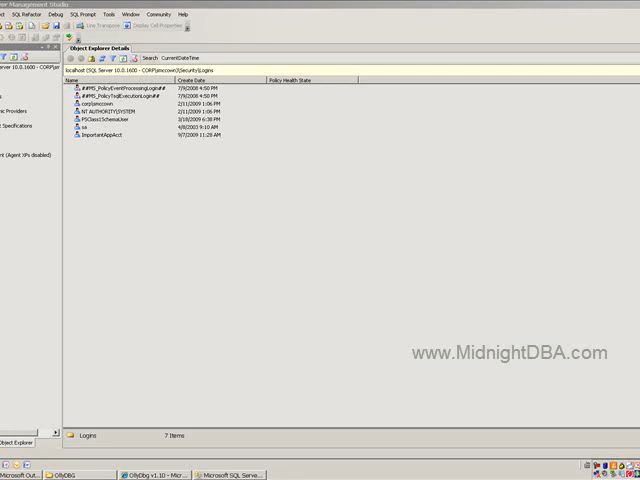 ver Management Studio
ct SQL Refactor Debug SQL Prompt Tools Window Community Help
Line Transpose Display Cell Properties
Object Explorer Details
Search CurrentDateTime
erver 10.0.1600 - CORP\sm
localhost (SQL Server 10.0.1600 - CORP\smccown)\Security\Logins
Name Create Date Policy Health State
##MS_PolicyEventProcessingLogin## 7/9/2008 4:50 PM
##MS_PolicyTsqlExecutionLogin## 7/9/2008 4:50 PM
corp\smccown 2/11/2009 1:06 PM
NT AUTHORITY\SYSTEM 2/11/2009 1:06 PM
PSClass1SchemaUser 3/18/2009 6:38 PM
sa 4/8/2003 9:10 AM
ImportantAppAcct 9/7/2009 11:28 AM
s
nic Providers
t Specifications
nt (Agent XPs disabled)
www.MidnightDBA.com
Logins 7 Items
Object Explorer
Microsoft Out... OllyDBG OllyDbg v1.10 - Micr... Microsoft SQL Serve...